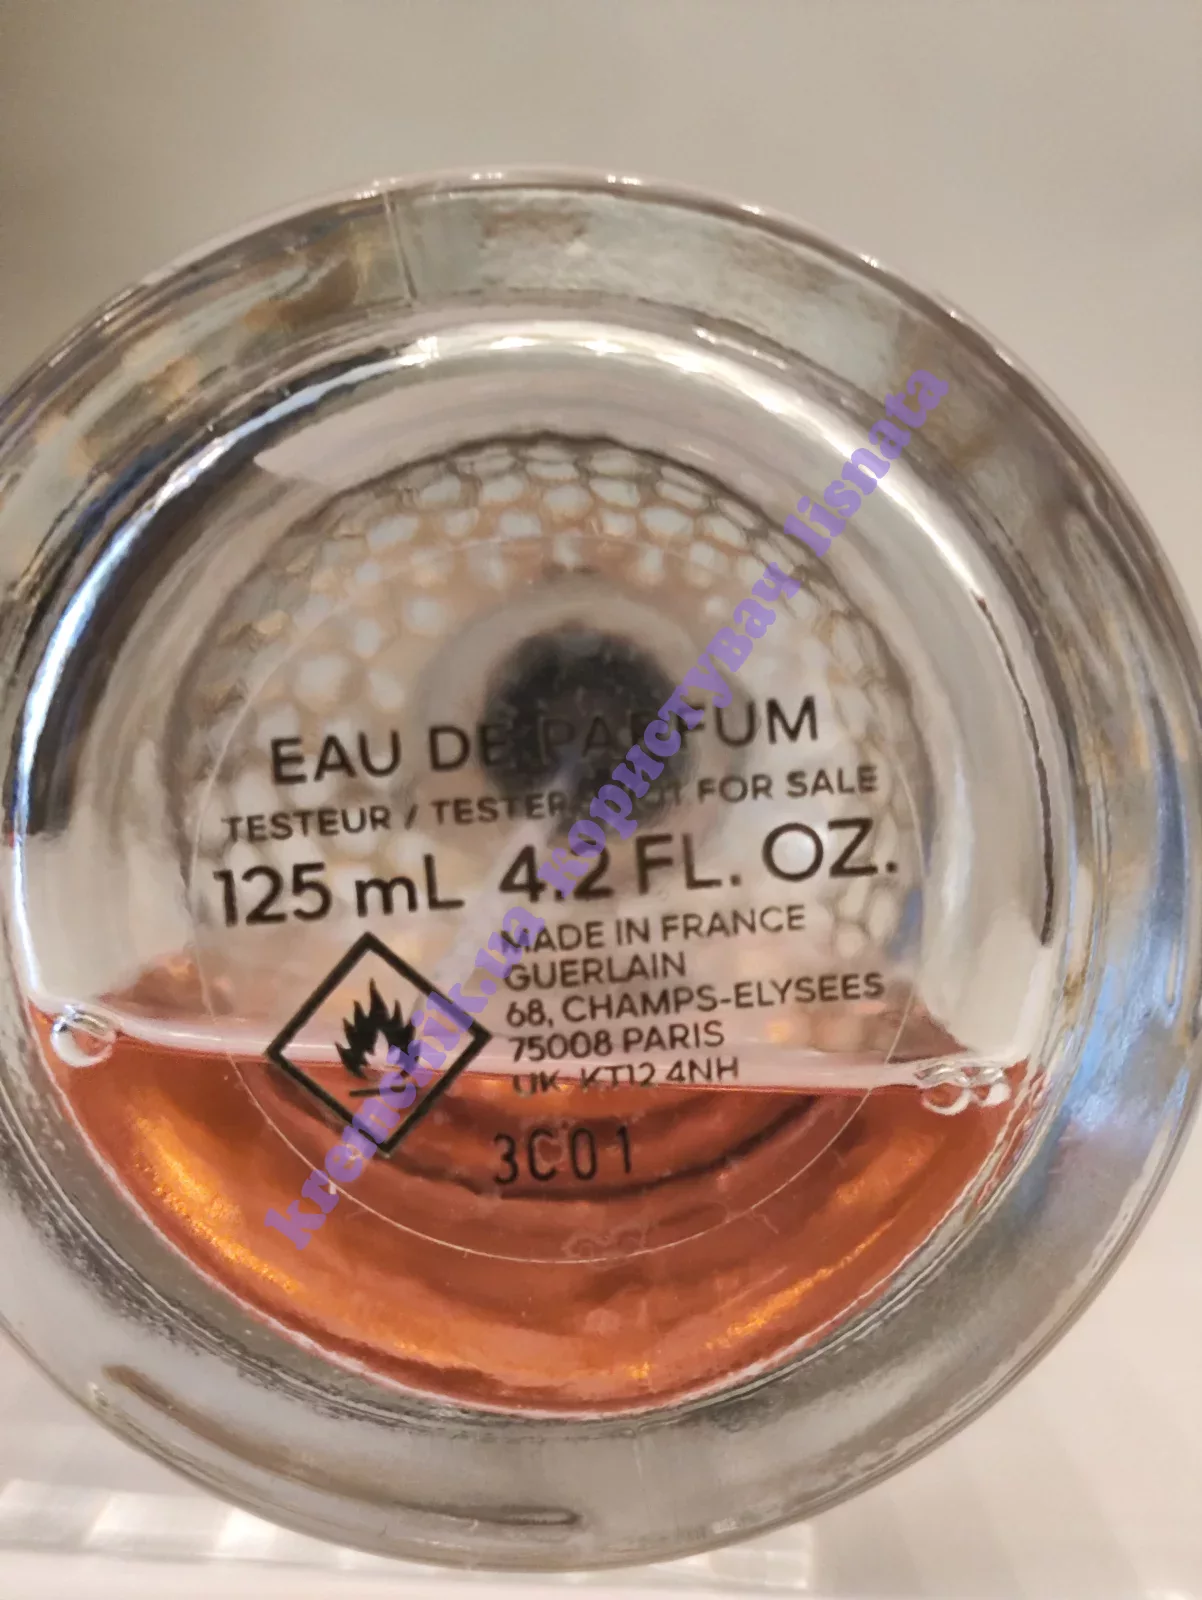 EAU DE PARFUM
TESTEUR / TESTER NOT FOR SALE
125 mL 4.2 FL. OZ.
MADE IN FRANCE
GUERLAIN
68, CHAMPS-ELYSEES
75008 PARIS
UK KT12 4NH
3C01
kremchik.ua користувач lisnata